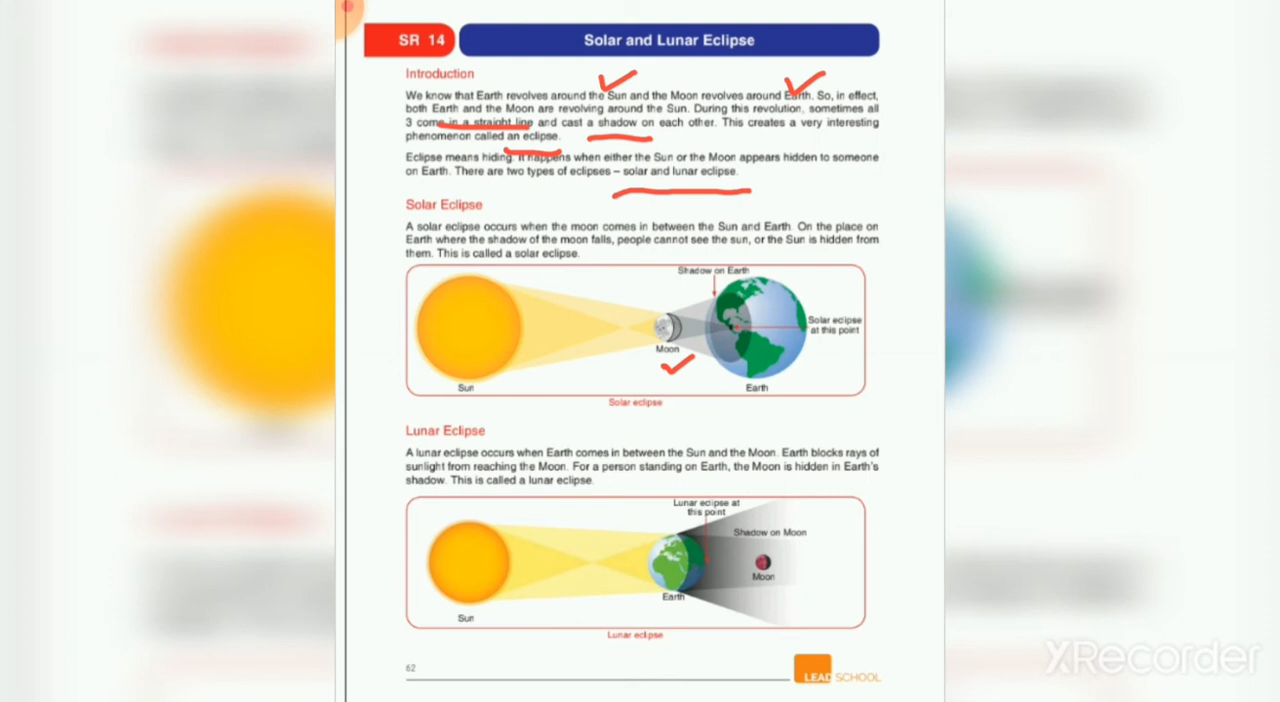 SR 14
Solar and Lunar Eclipse
Introduction
We know that Earth revolves around the Sun and the Moon revolves around Earth. So, in effect,
both Earth and the Moon are revolving around the Sun. During this revolution, sometimes all
3 come in a straight line and cast a shadow on each other. This creates a very interesting
phenomenon called an eclipse.
Eclipse means hiding. It happens when either the Sun or the Moon appears hidden to someone
on Earth. There are two types of eclipses – solar and lunar eclipse.
Solar Eclipse
A solar eclipse occurs when the moon comes in between the Sun and Earth. On the place on
Earth where the shadow of the moon falls, people cannot see the sun, or the Sun is hidden from
them. This is called a solar eclipse.
Shadow on Earth
Solar eclipse
at this point
Moon
Sun
Earth
Solar eclipse
Lunar Eclipse
A lunar eclipse occurs when Earth comes in between the Sun and the Moon. Earth blocks rays of
sunlight from reaching the Moon. For a person standing on Earth, the Moon is hidden in Earth's
shadow. This is called a lunar eclipse.
Lunar eclipse at
this point
Shadow on Moon
Moon
Earth
Sun
Lunar eclipse
62
LEAD SCHOOL
XRecorder